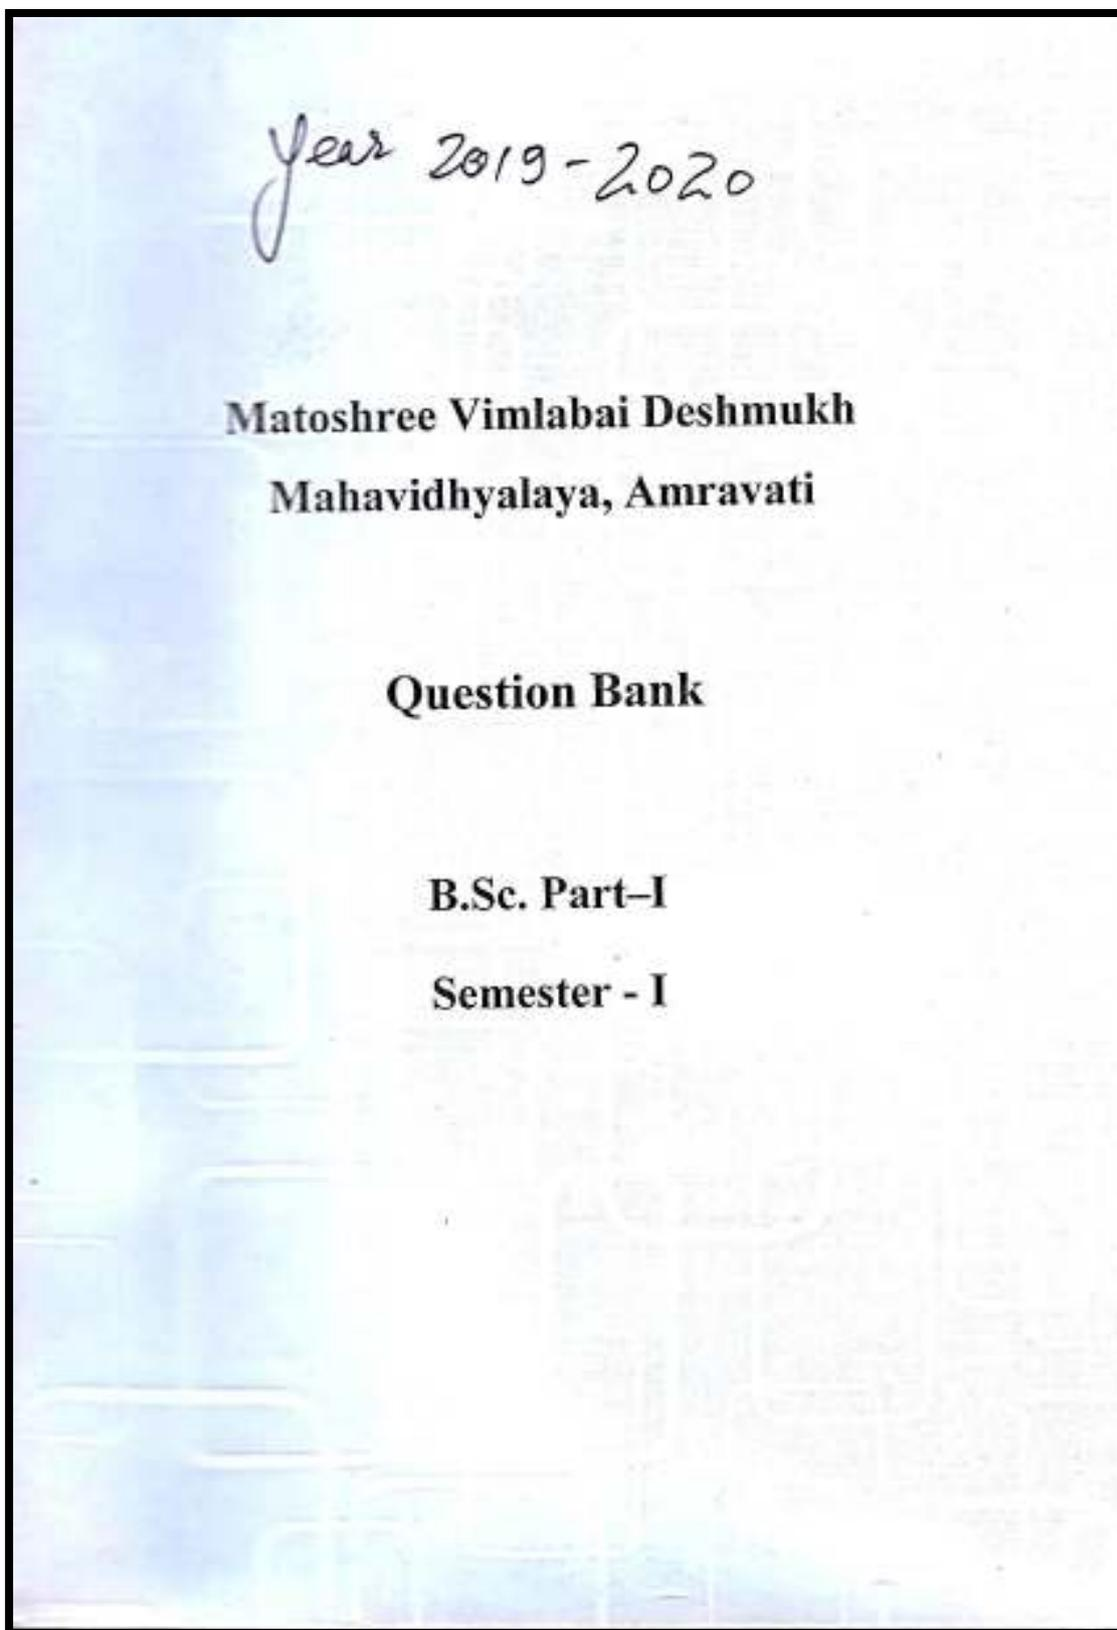 Year 2019-2020
Matoshree Vimlabai Deshmukh
Mahavidhyalaya, Amravati
Question Bank
B.Sc. Part–I
Semester - I